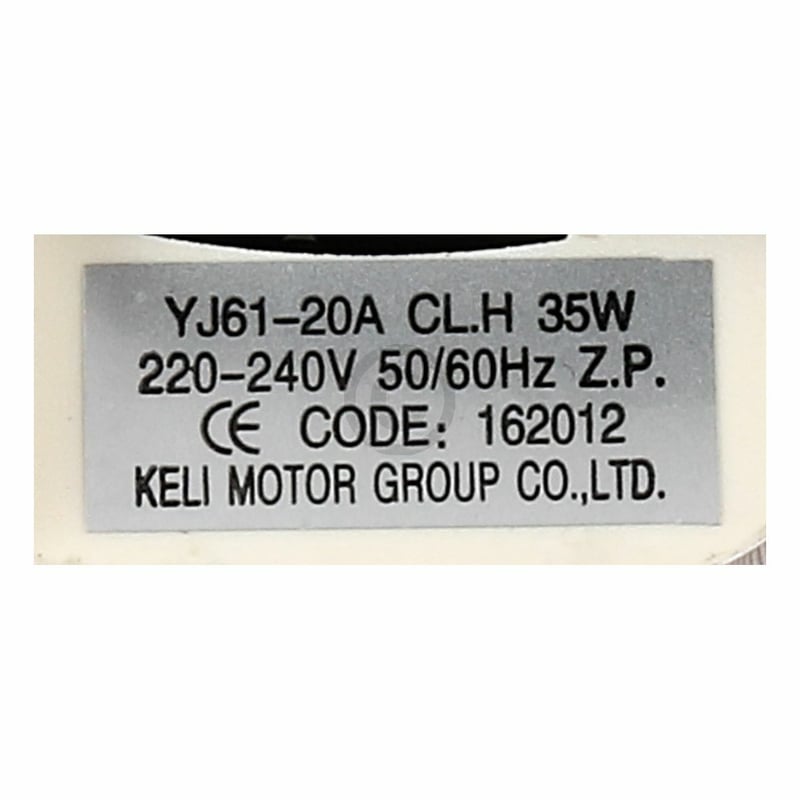 YJ61-20A CL.H 35W
220-240V 50/60Hz Z.P.
CE CODE: 162012
KELI MOTOR GROUP CO.,LTD.